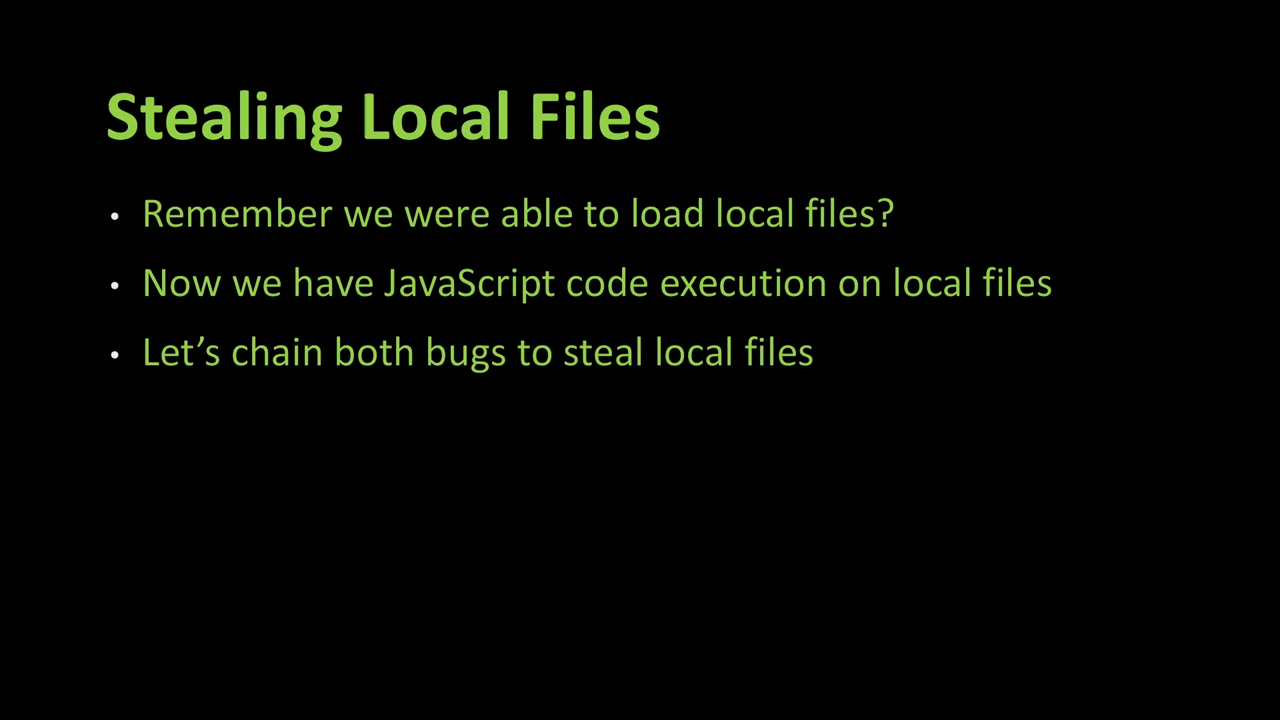 Stealing Local Files
• Remember we were able to load local files?
• Now we have JavaScript code execution on local files
• Let’s chain both bugs to steal local files